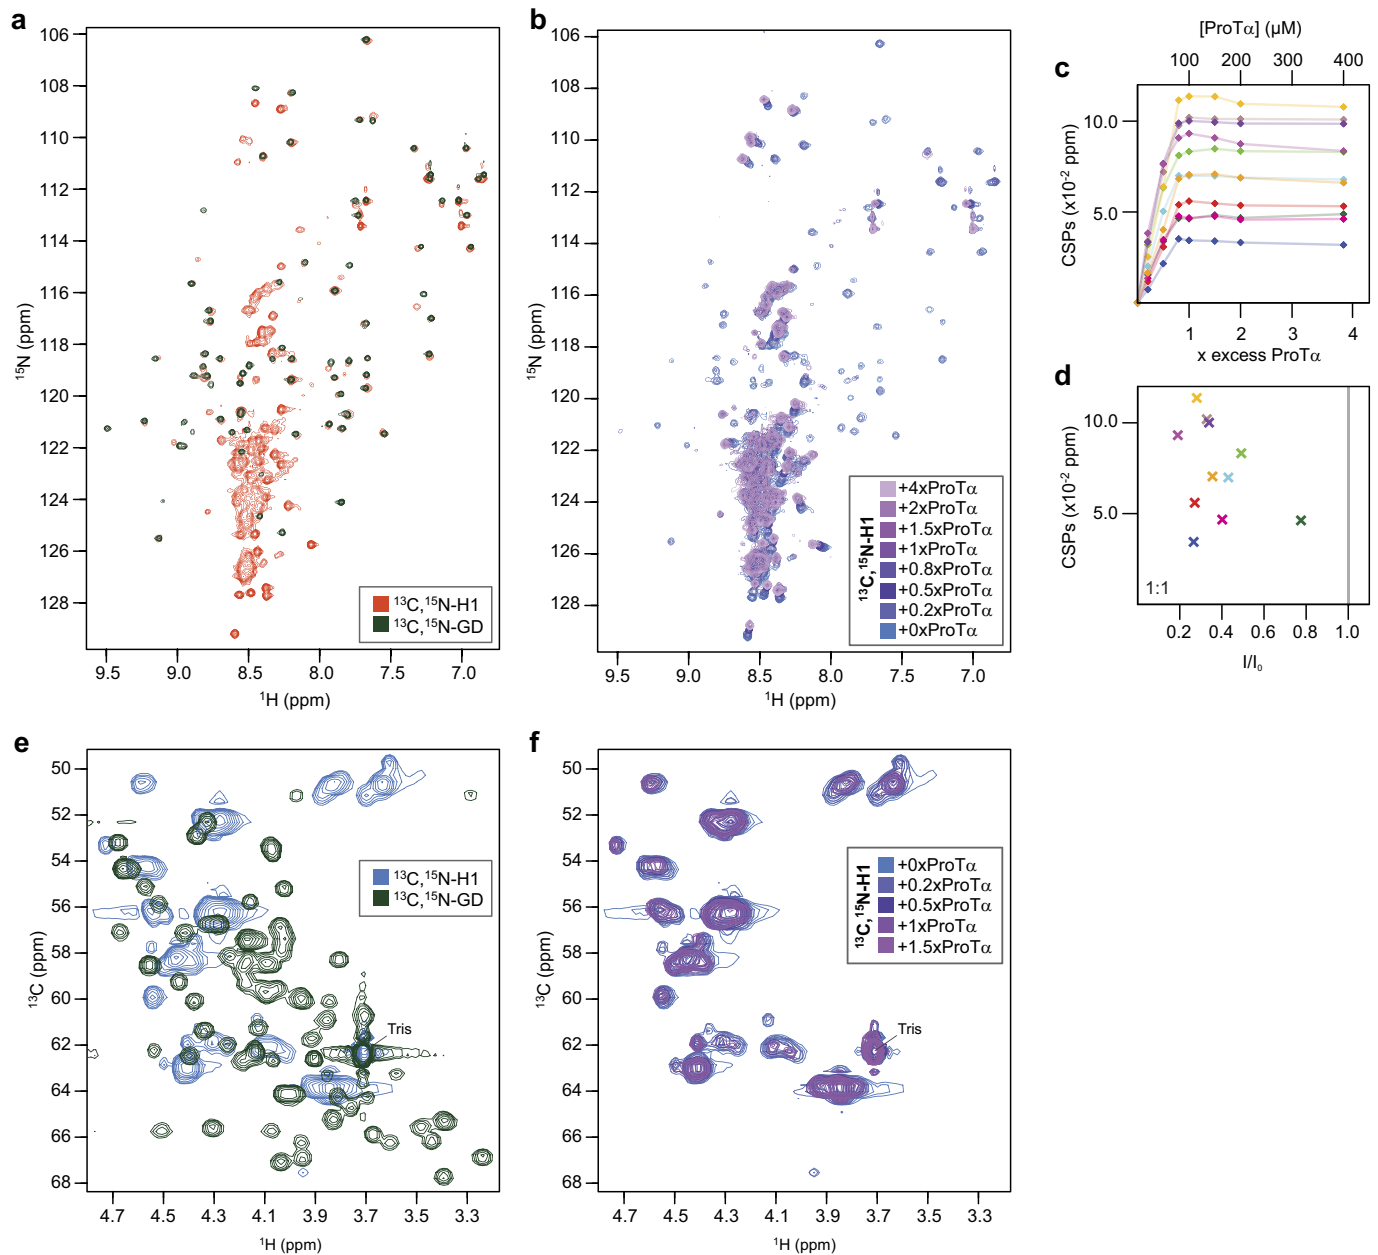 a
106
108
110
112
114
116
118
120
122
124
126
128
¹⁵N (ppm)
9.5 9.0 8.5 8.0 7.5 7.0
¹H (ppm)
¹³C,¹⁵N-H1
¹³C,¹⁵N-GD
b
106
108
110
112
114
116
118
120
122
124
126
128
¹⁵N (ppm)
9.5 9.0 8.5 8.0 7.5 7.0
¹H (ppm)
¹³C,¹⁵N-H1
+4xProTα
+2xProTα
+1.5xProTα
+1xProTα
+0.8xProTα
+0.5xProTα
+0.2xProTα
+0xProTα
c
[ProTα] (µM)
100 200 300 400
10.0
5.0
CSPs (x10⁻² ppm)
1 2 3 4
x excess ProTα
d
10.0
5.0
CSPs (x10⁻² ppm)
1:1
0.2 0.4 0.6 0.8 1.0
I/I₀
e
50
52
54
56
58
60
62
64
66
68
¹³C (ppm)
4.7 4.5 4.3 4.1 3.9 3.7 3.5 3.3
¹H (ppm)
¹³C,¹⁵N-H1
¹³C,¹⁵N-GD
Tris
f
50
52
54
56
58
60
62
64
66
68
¹³C (ppm)
4.7 4.5 4.3 4.1 3.9 3.7 3.5 3.3
¹H (ppm)
¹³C,¹⁵N-H1
+0xProTα
+0.2xProTα
+0.5xProTα
+1xProTα
+1.5xProTα
Tris